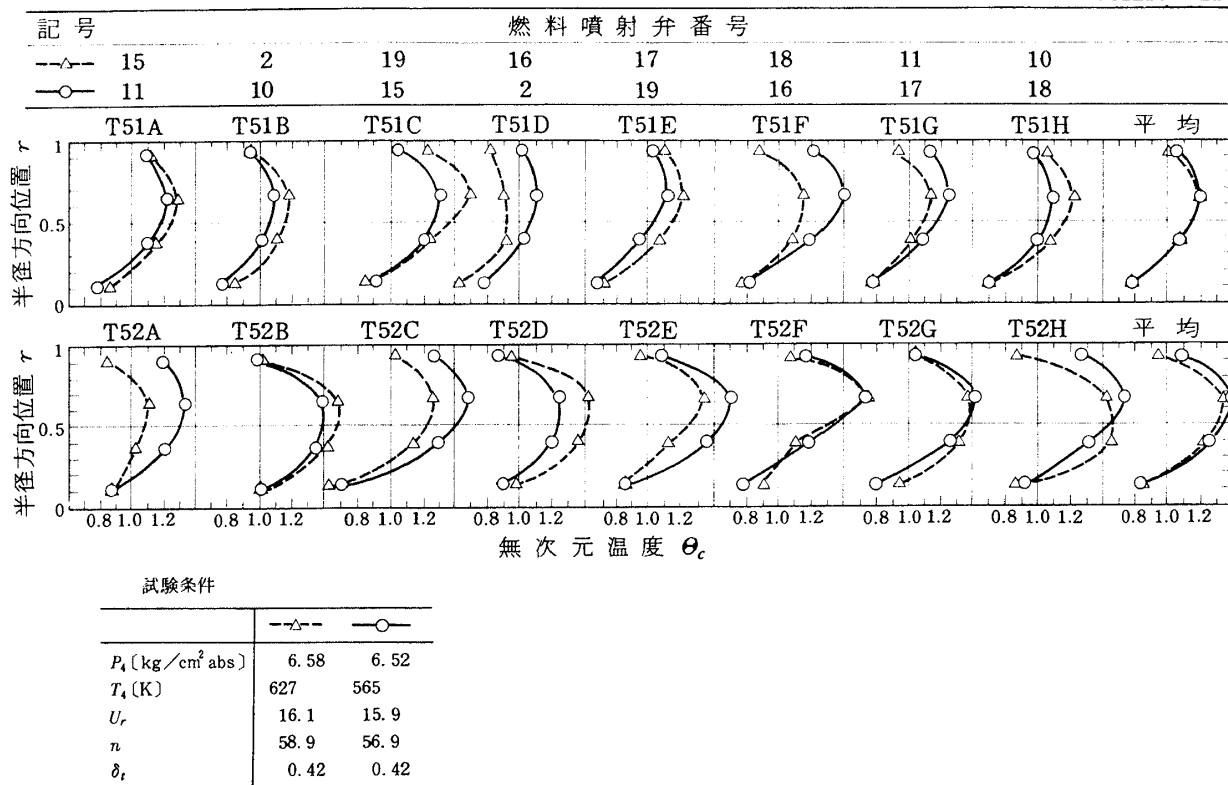 記号 燃料噴射弁番号
--△-- 15 2 19 16 17 18 11 10
—○— 11 10 15 2 19 16 17 18
T51A T51B T51C T51D T51E T51F T51G T51H 平均
半径方向位置 r
1
0.5
0
T52A T52B T52C T52D T52E T52F T52G T52H 平均
半径方向位置 r
1
0.5
0
0.8 1.0 1.2 0.8 1.0 1.2 0.8 1.0 1.2 0.8 1.0 1.2 0.8 1.0 1.2 0.8 1.0 1.2 0.8 1.0 1.2 0.8 1.0 1.2 0.8 1.0 1.2
無次元温度 Θc
試験条件
--△-- —○—
P₄〔kg/cm² abs〕 6.58 6.52
T₄(K) 627 565
Ur 16.1 15.9
n 58.9 56.9
δt 0.42 0.42